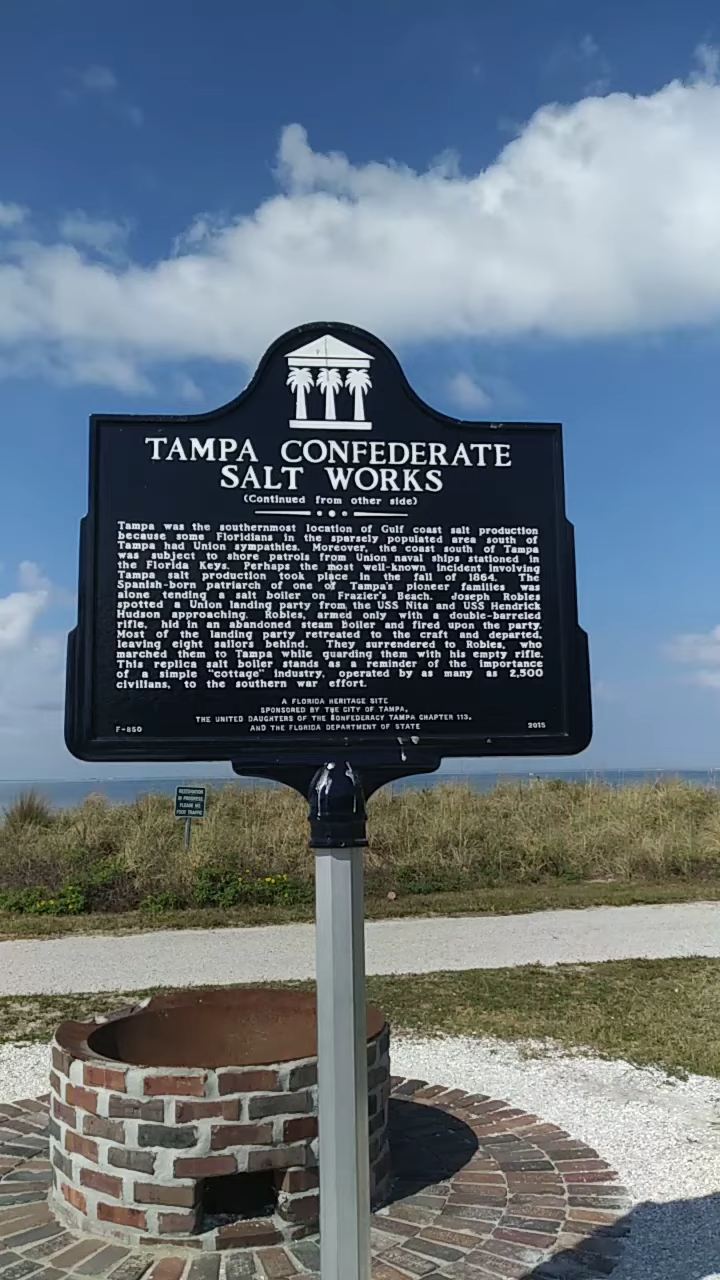 TAMPA CONFEDERATE
SALT WORKS
(Continued from other side)
Tampa was the southernmost location of Gulf coast salt production
because some Floridians in the sparsely populated area south of
Tampa had Union sympathies. Moreover, the coast south of Tampa
was subject to shore patrols from Union naval ships stationed in
the Florida Keys. Perhaps the most well-known incident involving
Tampa salt production took place in the fall of 1864. The
Spanish-born patriarch of one of Tampa's pioneer families was
alone tending a salt boiler on Frazier's Beach. Joseph Robles
spotted a Union landing party from the USS Nita and USS Hendrick
Hudson approaching. Robles, armed only with a double-barreled
rifle, hid in an abandoned steam boiler and fired upon the party.
Most of the landing party retreated to the craft and departed,
leaving eight sailors behind. They surrendered to Robles, who
marched them to Tampa while guarding them with his empty rifle.
This replica salt boiler stands as a reminder of the importance
of a simple "cottage" industry, operated by as many as 2,500
civilians, to the southern war effort.
A FLORIDA HERITAGE SITE
SPONSORED BY THE CITY OF TAMPA,
THE UNITED DAUGHTERS OF THE CONFEDERACY TAMPA CHAPTER 113,
F-850 AND THE FLORIDA DEPARTMENT OF STATE 2015
RESTORATION
IN PROGRESS
PLEASE NO
FOOT TRAFFIC